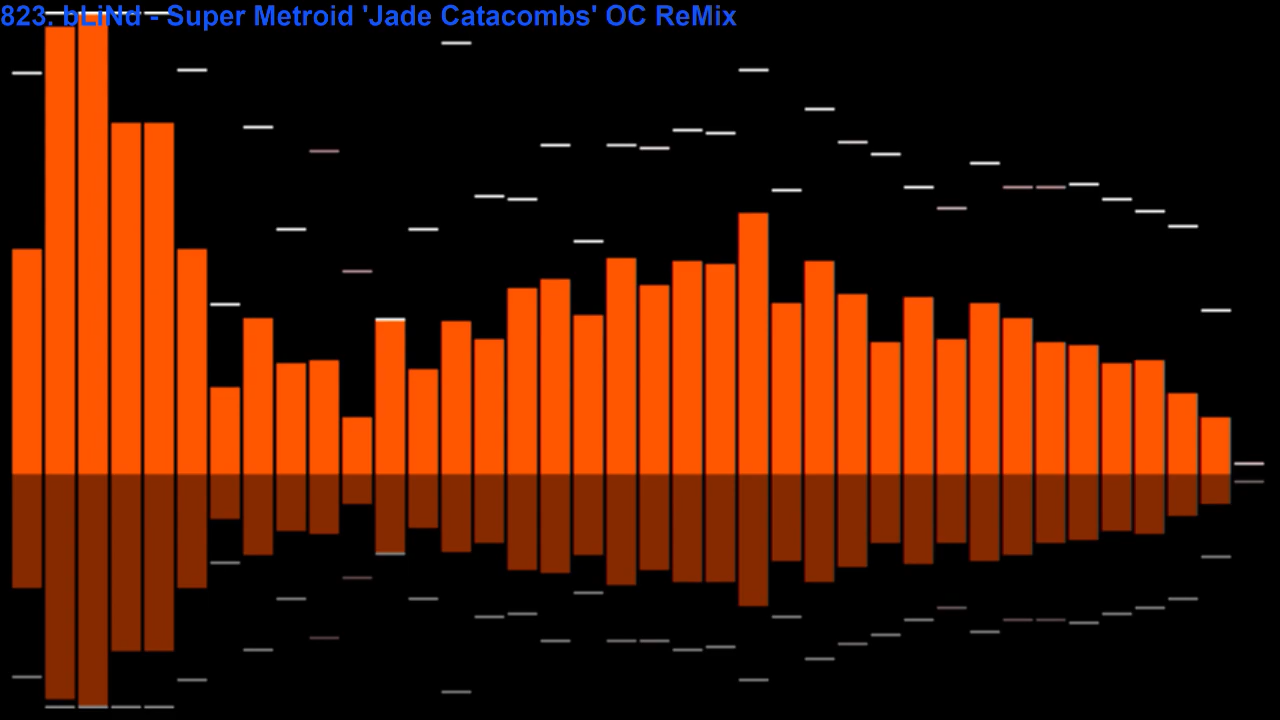 823. bLiNd - Super Metroid 'Jade Catacombs' OC ReMix